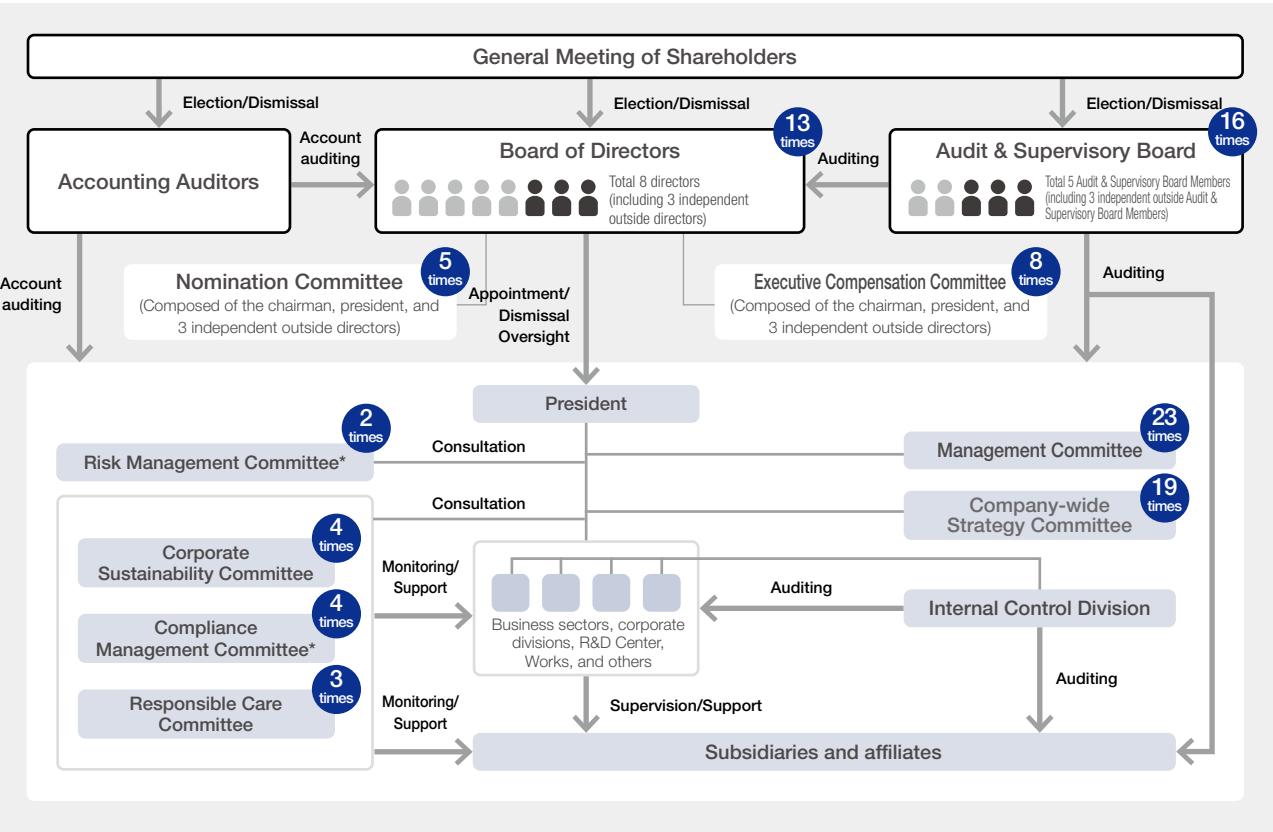 General Meeting of Shareholders
Election/Dismissal
Election/Dismissal
Election/Dismissal
Accounting Auditors
Account
auditing
Board of Directors
13
times
Total 8 directors
(including 3 independent
outside directors)
Auditing
Audit & Supervisory Board
16
times
Total 5 Audit & Supervisory Board Members
(including 3 independent outside Audit &
Supervisory Board Members)
Account
auditing
Nomination Committee
5
times
(Composed of the chairman, president, and
3 independent outside directors)
Appointment/
Dismissal
Oversight
Executive Compensation Committee
8
times
(Composed of the chairman, president, and
3 independent outside directors)
Auditing
President
Risk Management Committee*
2
times
Consultation
Management Committee
23
times
Consultation
Company-wide
Strategy Committee
19
times
Corporate
Sustainability Committee
4
times
Monitoring/
Support
Compliance
Management Committee*
4
times
Business sectors, corporate
divisions, R&D Center,
Works, and others
Auditing
Internal Control Division
Responsible Care
Committee
3
times
Monitoring/
Support
Supervision/Support
Auditing
Subsidiaries and affiliates